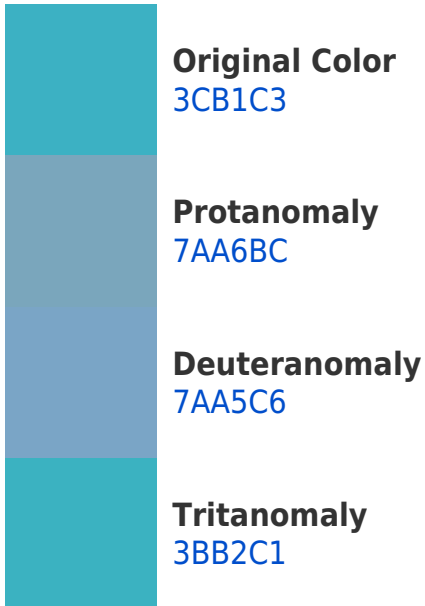 Original Color
3CB1C3
Protanomaly
7AA6BC
Deuteranomaly
7AA5C6
Tritanomaly
3BB2C1